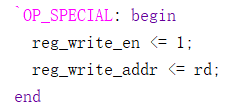 `OP_SPECIAL: begin
reg_write_en <= 1;
reg_write_addr <= rd;
end